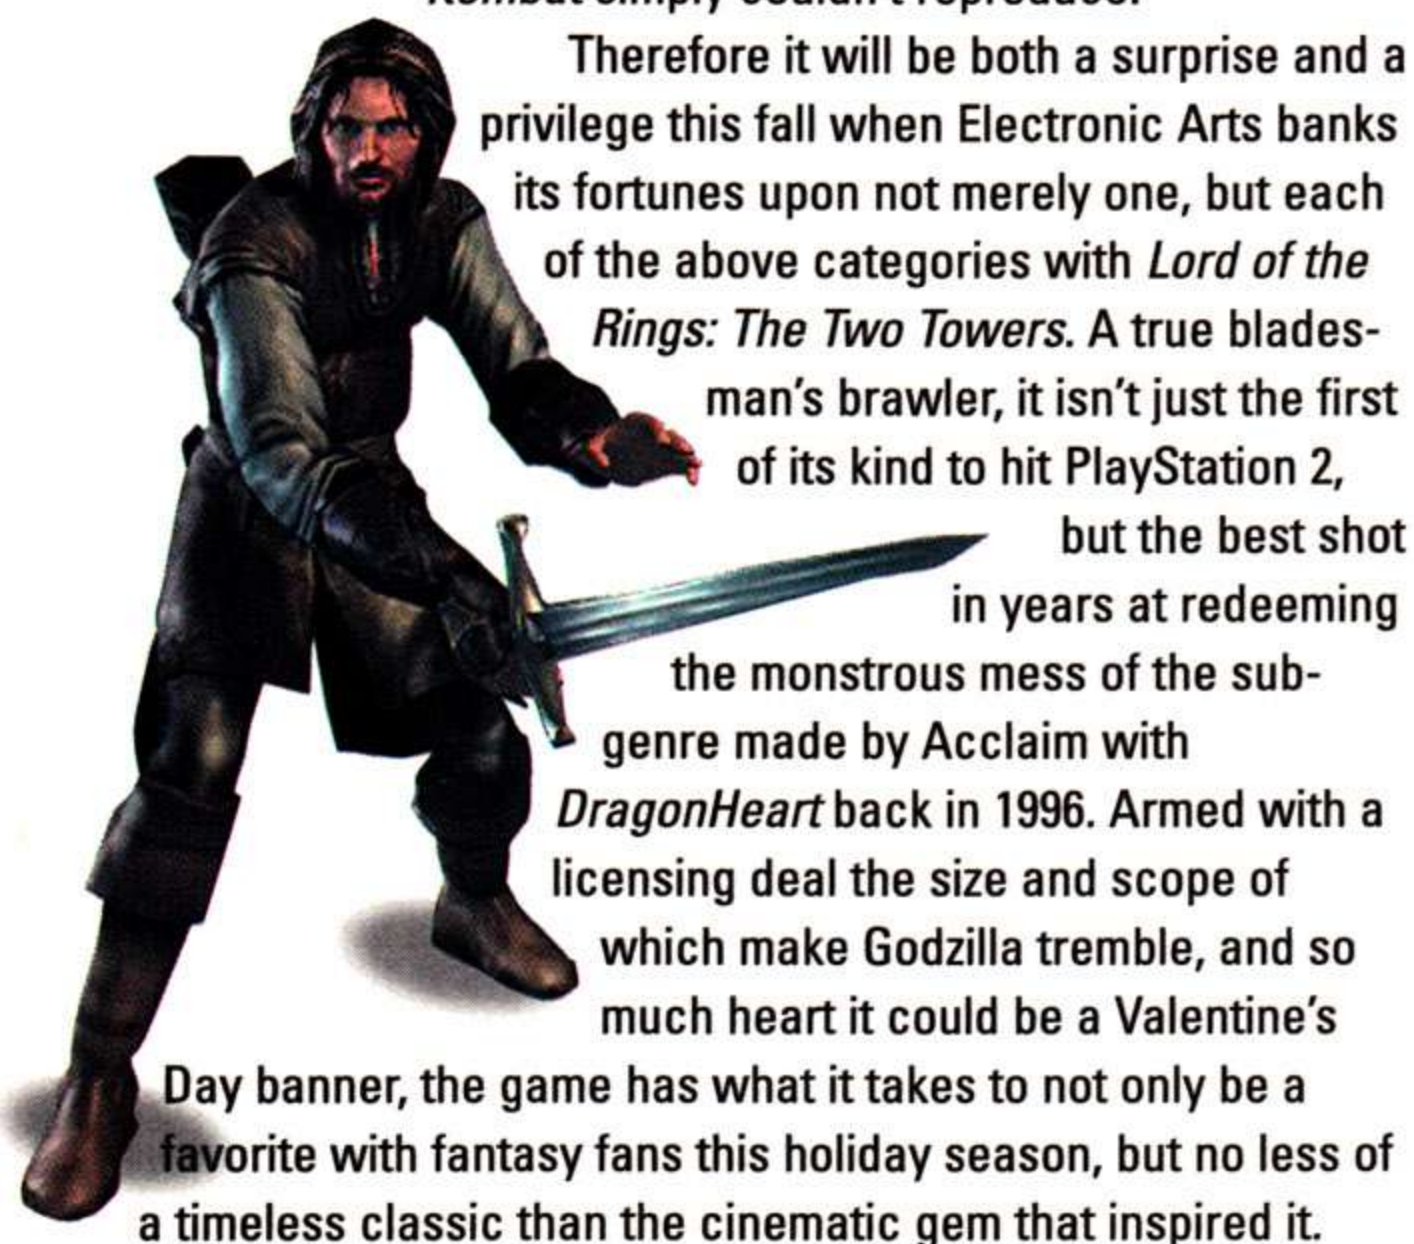 Kombat simply couldn't reproduce.
Therefore it will be both a surprise and a
privilege this fall when Electronic Arts banks
its fortunes upon not merely one, but each
of the above categories with Lord of the
Rings: The Two Towers. A true blades-
man's brawler, it isn't just the first
of its kind to hit PlayStation 2,
but the best shot
in years at redeeming
the monstrous mess of the sub-
genre made by Acclaim with
DragonHeart back in 1996. Armed with a
licensing deal the size and scope of
which make Godzilla tremble, and so
much heart it could be a Valentine's
Day banner, the game has what it takes to not only be a
favorite with fantasy fans this holiday season, but no less of
a timeless classic than the cinematic gem that inspired it.